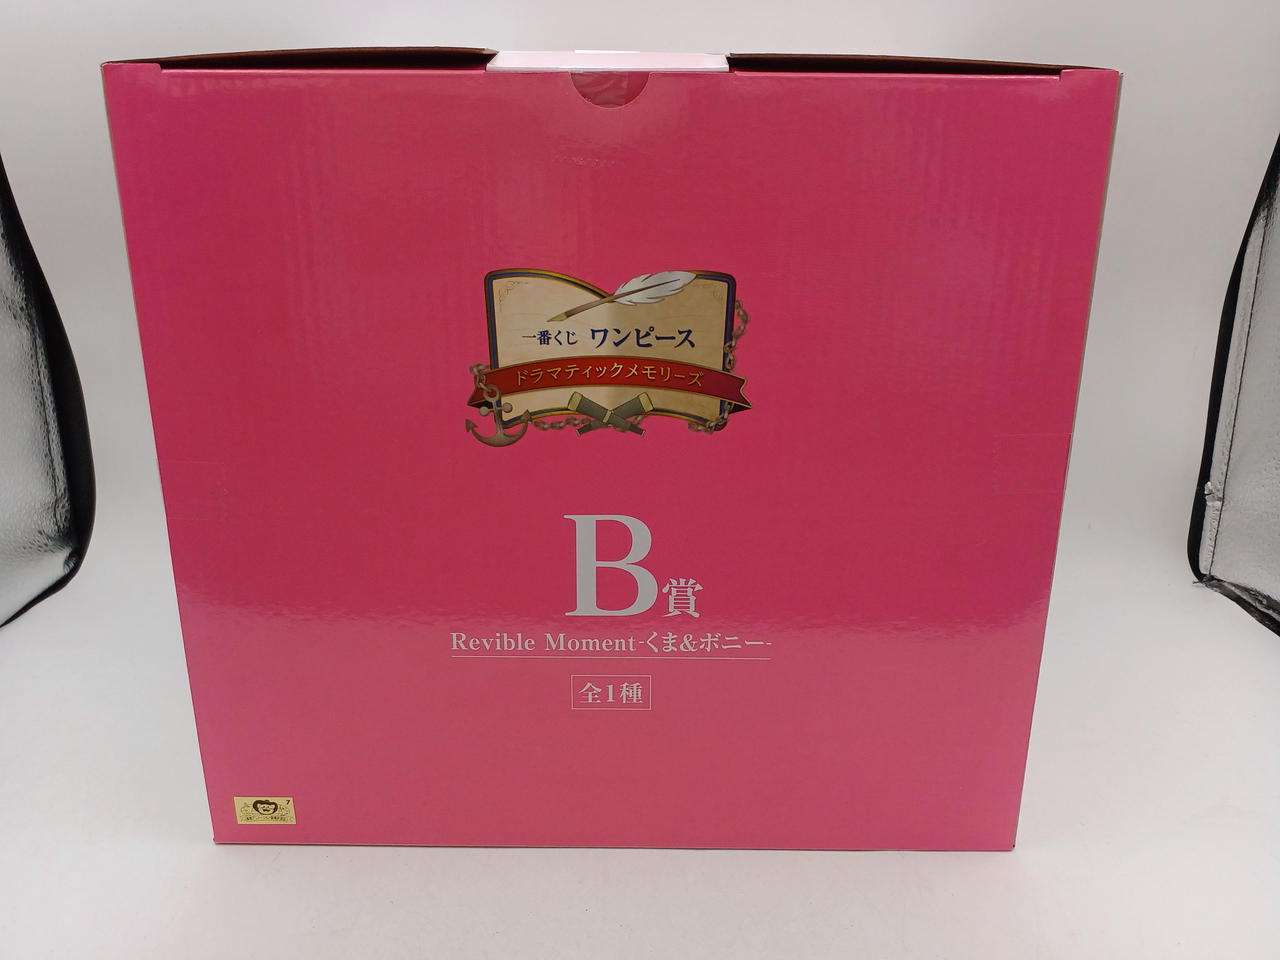 一番くじ ワンピース
ドラマティックメモリーズ
B賞
Revible Moment-くま&ボニー-
全1種
7